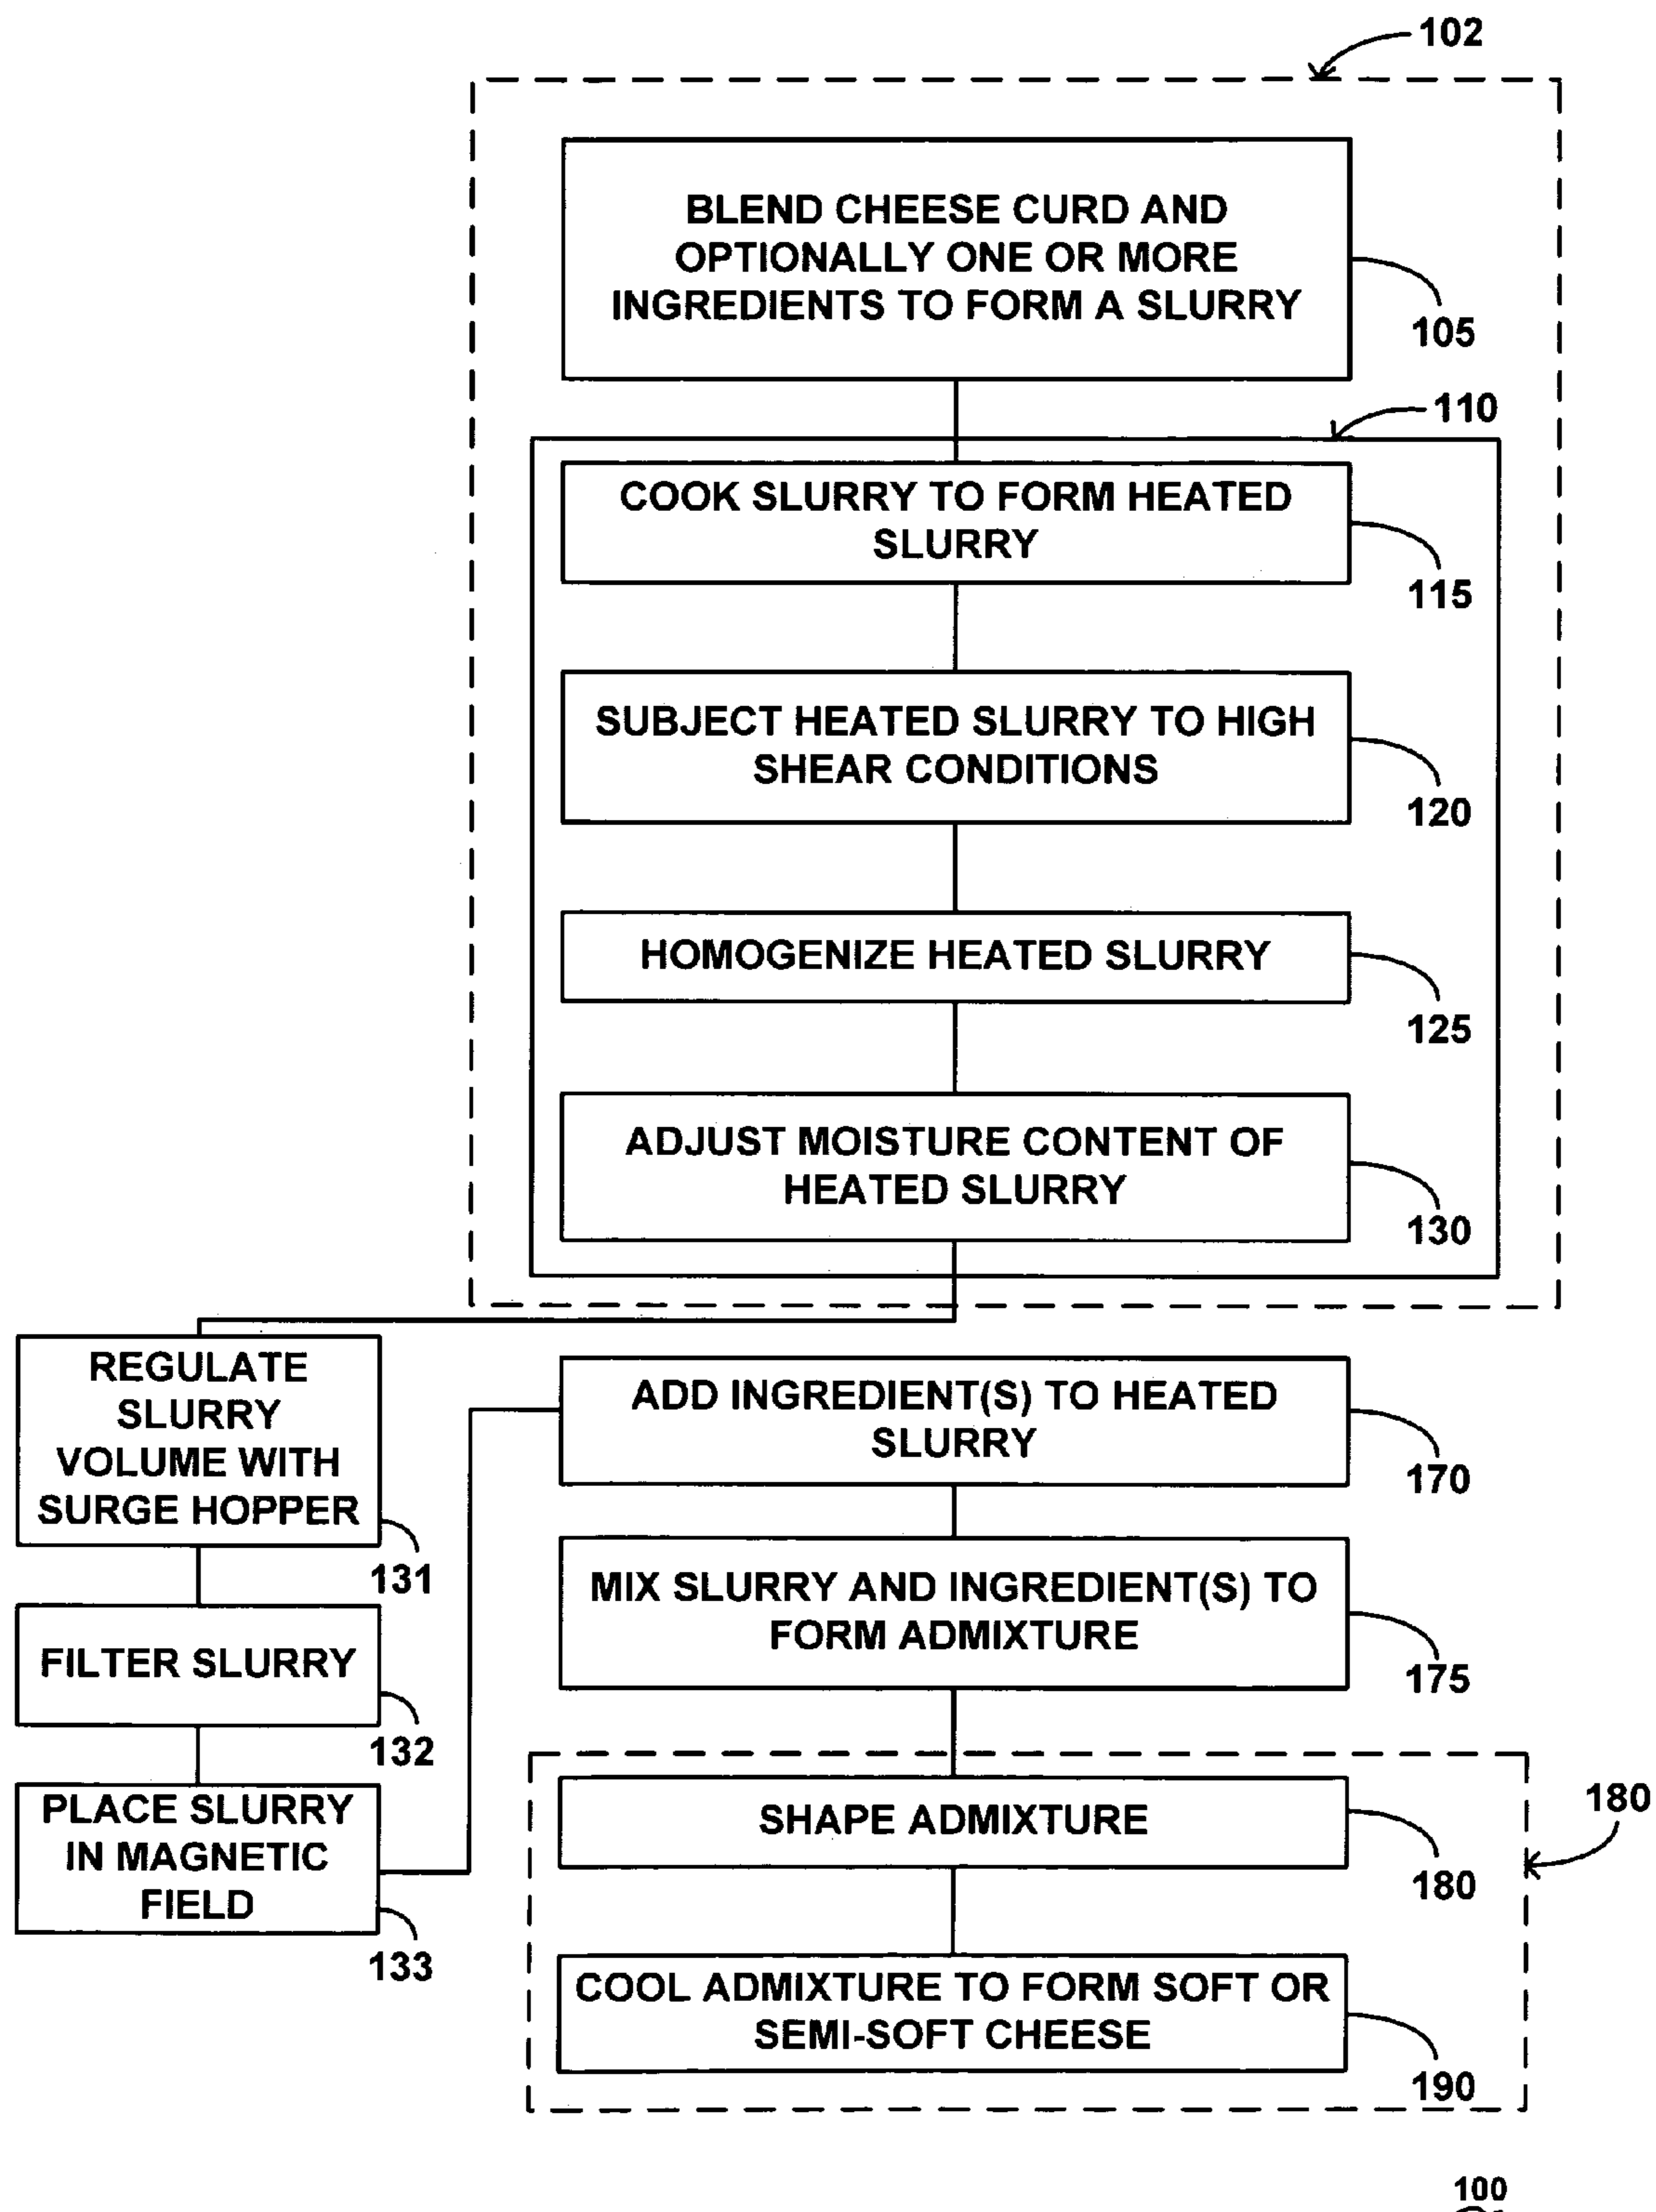 102
BLEND CHEESE CURD AND
OPTIONALLY ONE OR MORE
INGREDIENTS TO FORM A SLURRY
105
110
COOK SLURRY TO FORM HEATED
SLURRY
115
SUBJECT HEATED SLURRY TO HIGH
SHEAR CONDITIONS
120
HOMOGENIZE HEATED SLURRY
125
ADJUST MOISTURE CONTENT OF
HEATED SLURRY
130
REGULATE
SLURRY
VOLUME WITH
SURGE HOPPER
131
FILTER SLURRY
132
PLACE SLURRY
IN MAGNETIC
FIELD
133
ADD INGREDIENT(S) TO HEATED
SLURRY
170
MIX SLURRY AND INGREDIENT(S) TO
FORM ADMIXTURE
175
180
SHAPE ADMIXTURE
180
COOL ADMIXTURE TO FORM SOFT OR
SEMI-SOFT CHEESE
190
100